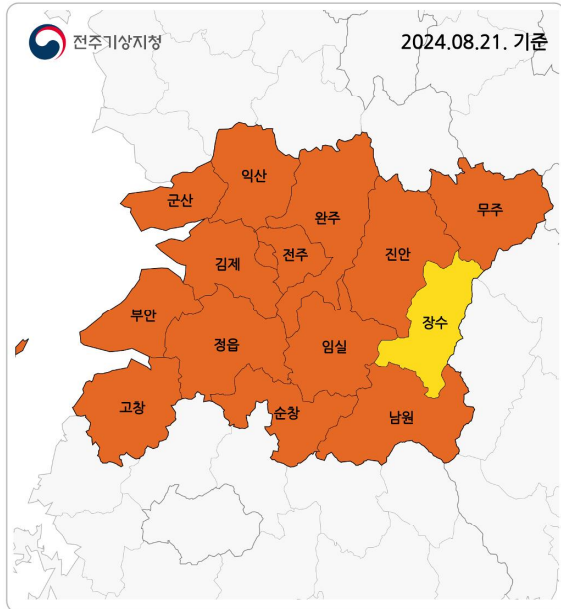 전주기상지청
2024.08.21. 기준
익산
군산
완주
무주
전주
진안
김제
부안
장수
정읍
임실
고창
순창
남원